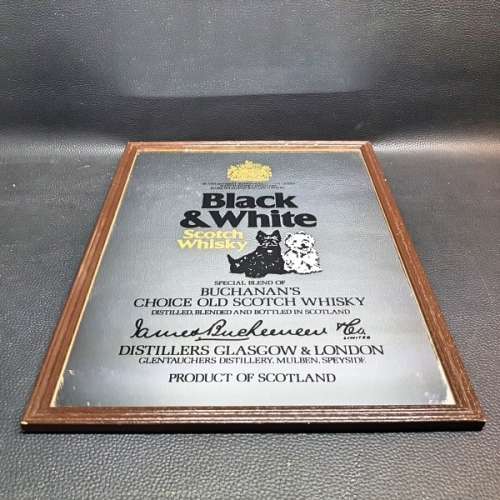 Black
& White
Scotch
Whisky
SPECIAL BLEND OF
BUCHANAN'S
CHOICE OLD SCOTCH WHISKY
DISTILLED, BLENDED AND BOTTLED IN SCOTLAND
James Buchanan & Co.
LIMITED
DISTILLERS GLASGOW & LONDON
GLENTAUCHERS DISTILLERY, MULBEN, SPEYSIDE
PRODUCT OF SCOTLAND